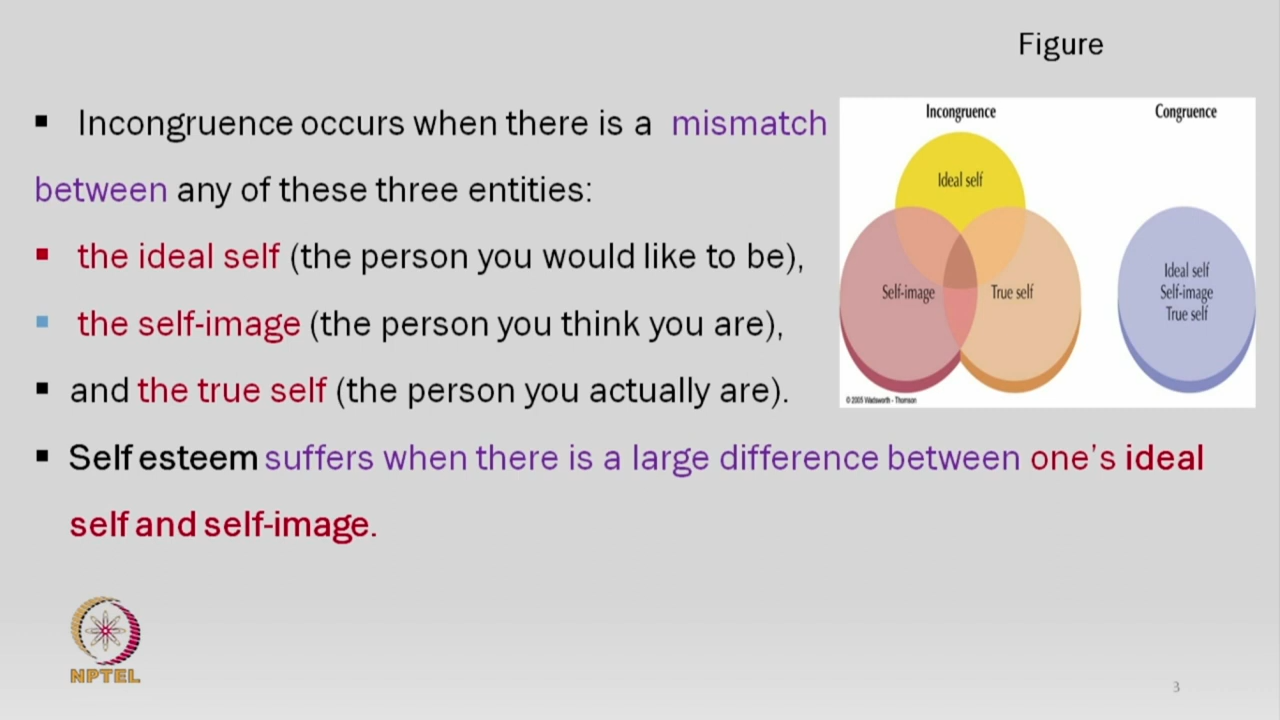 Figure
▪ Incongruence occurs when there is a mismatch
between any of these three entities:
▪ the ideal self (the person you would like to be),
▪ the self-image (the person you think you are),
▪ and the true self (the person you actually are).
▪ Self esteem suffers when there is a large difference between one's ideal
self and self-image.
Incongruence
Ideal self
Self-image
True self
© 2005 Wadsworth - Thomson
Congruence
Ideal self
Self-image
True self
NPTEL
3